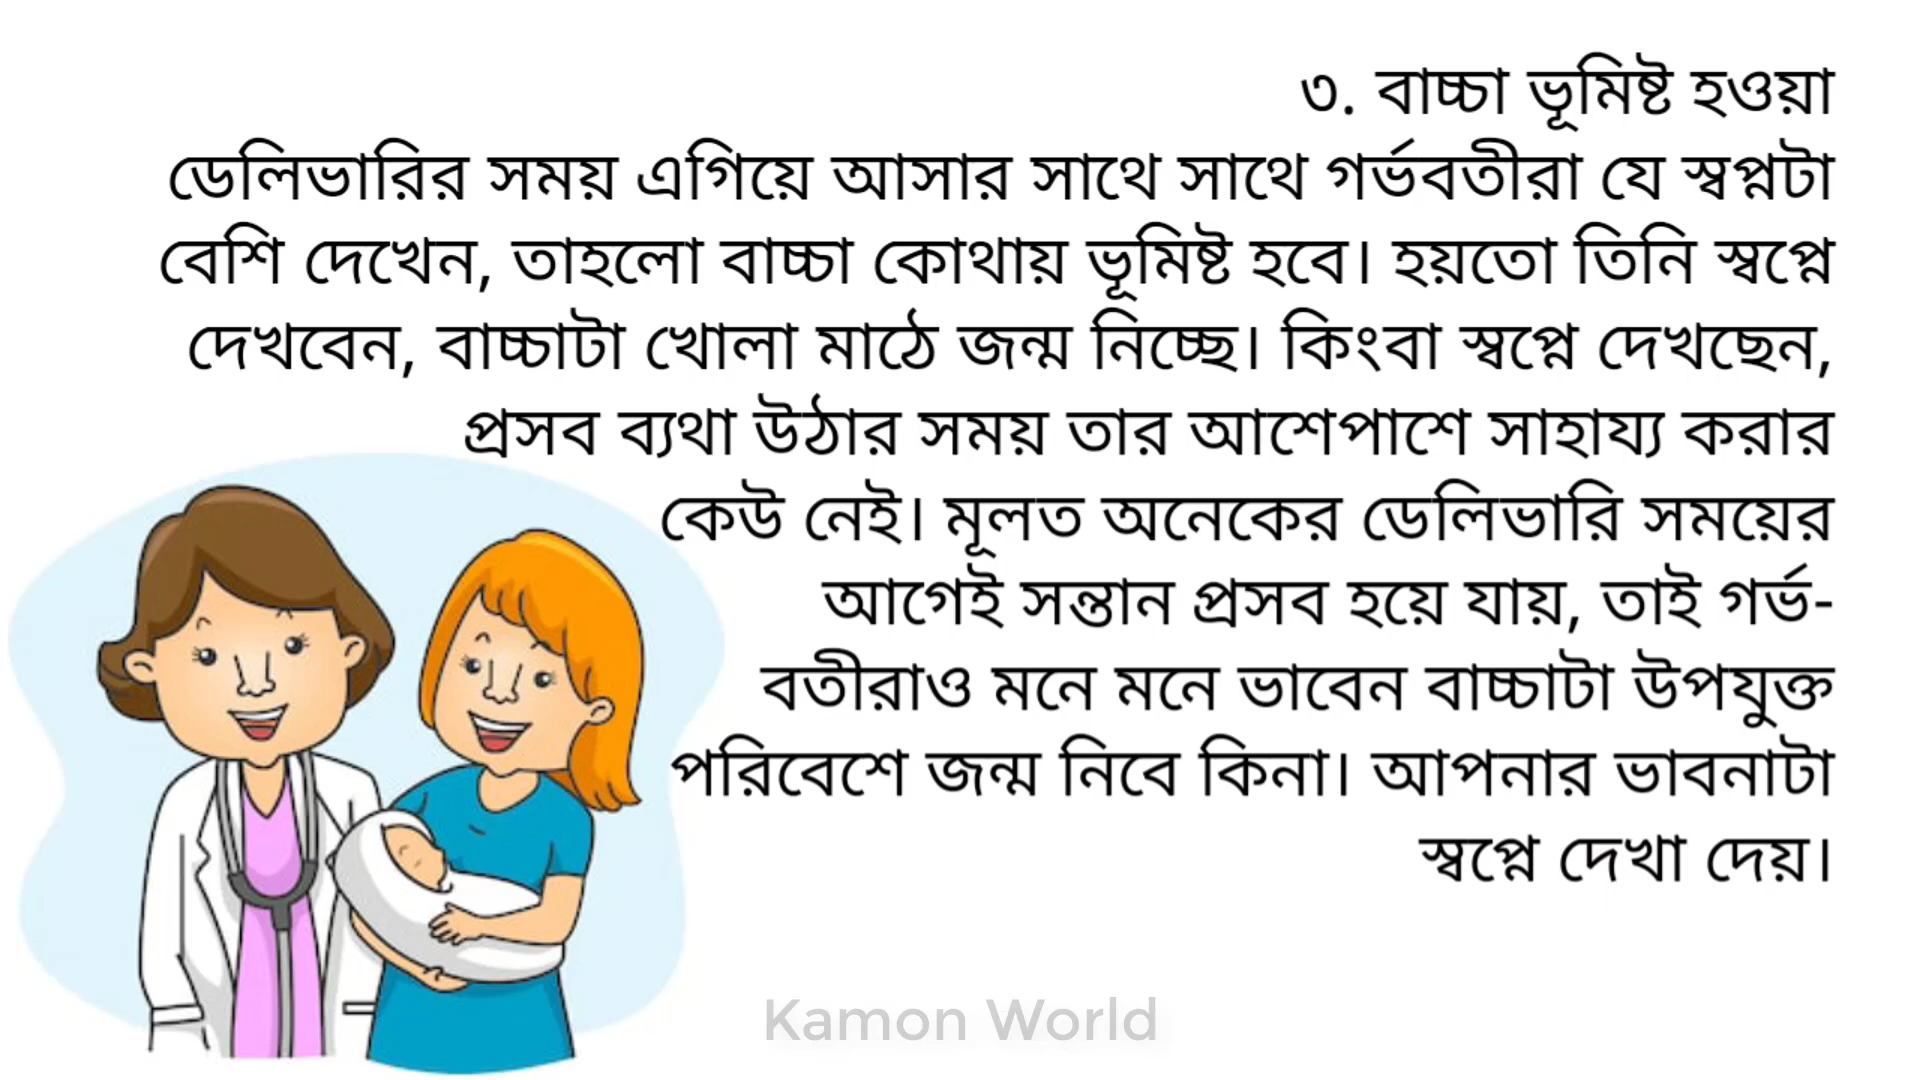 ৩. বাচ্চা ভূমিষ্ট হওয়া
ডেলিভারির সময় এগিয়ে আসার সাথে সাথে গর্ভবতীরা যে স্বপ্নটা
বেশি দেখেন, তাহলো বাচ্চা কোথায় ভূমিষ্ট হবে। হয়তো তিনি স্বপ্নে
দেখবেন, বাচ্চাটা খোলা মাঠে জন্ম নিচ্ছে। কিংবা স্বপ্নে দেখছেন,
প্রসব ব্যথা উঠার সময় তার আশেপাশে সাহায্য করার
কেউ নেই। মূলত অনেকের ডেলিভারি সময়ের
আগেই সন্তান প্রসব হয়ে যায়, তাই গর্ভ-
বতীরাও মনে মনে ভাবেন বাচ্চাটা উপযুক্ত
পরিবেশে জন্ম নিবে কিনা। আপনার ভাবনাটা
স্বপ্নে দেখা দেয়।
Kamon World